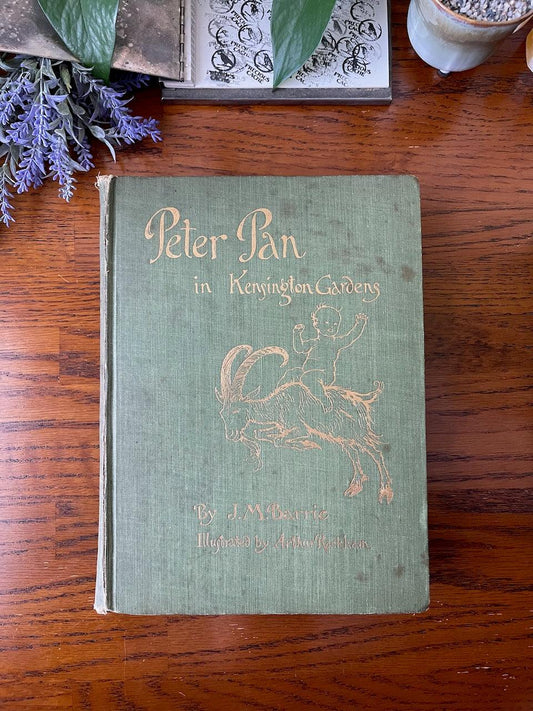 Peter Pan
in Kensington Gardens
By J. M. Barrie
Illustrated by Arthur Rackham